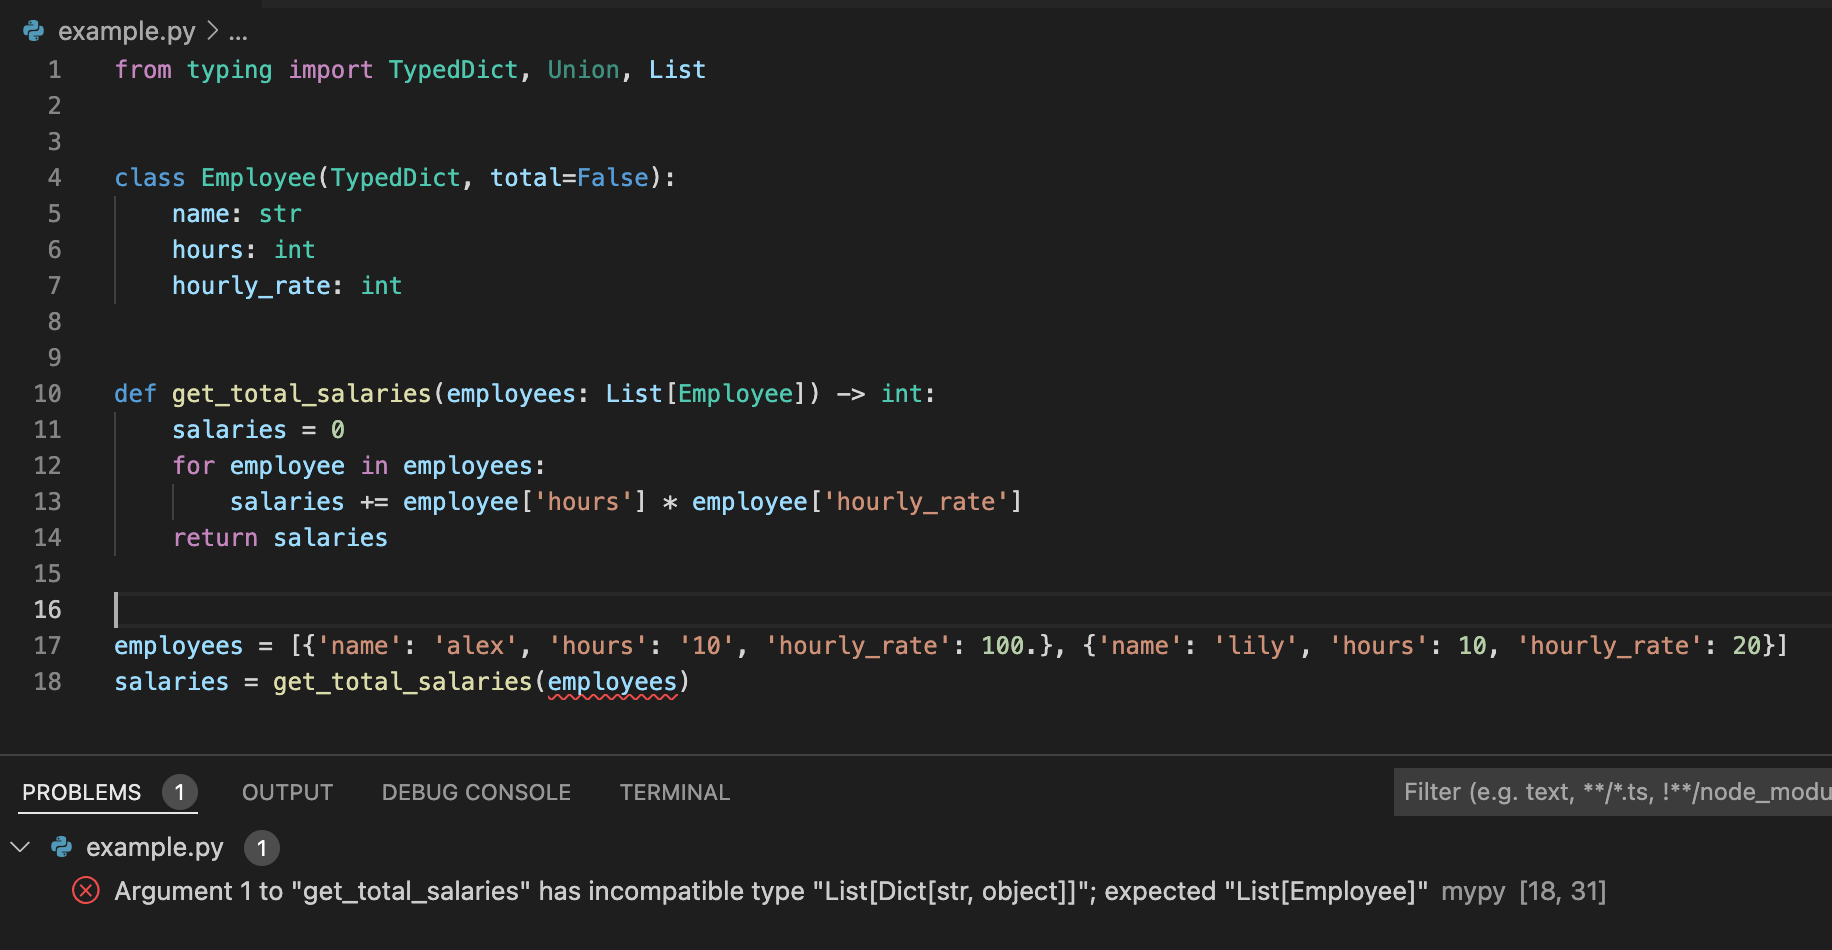 example.py > ...
1 from typing import TypedDict, Union, List
2
3
4 class Employee(TypedDict, total=False):
5     name: str
6     hours: int
7     hourly_rate: int
8
9
10 def get_total_salaries(employees: List[Employee]) -> int:
11     salaries = 0
12     for employee in employees:
13         salaries += employee['hours'] * employee['hourly_rate']
14     return salaries
15
16
17 employees = [{'name': 'alex', 'hours': '10', 'hourly_rate': 100.}, {'name': 'lily', 'hours': 10, 'hourly_rate': 20}]
18 salaries = get_total_salaries(employees)
PROBLEMS 1 OUTPUT DEBUG CONSOLE TERMINAL Filter (e.g. text, **/*.ts, !**/node_modu
example.py 1
Argument 1 to "get_total_salaries" has incompatible type "List[Dict[str, object]]"; expected "List[Employee]" mypy [18, 31]